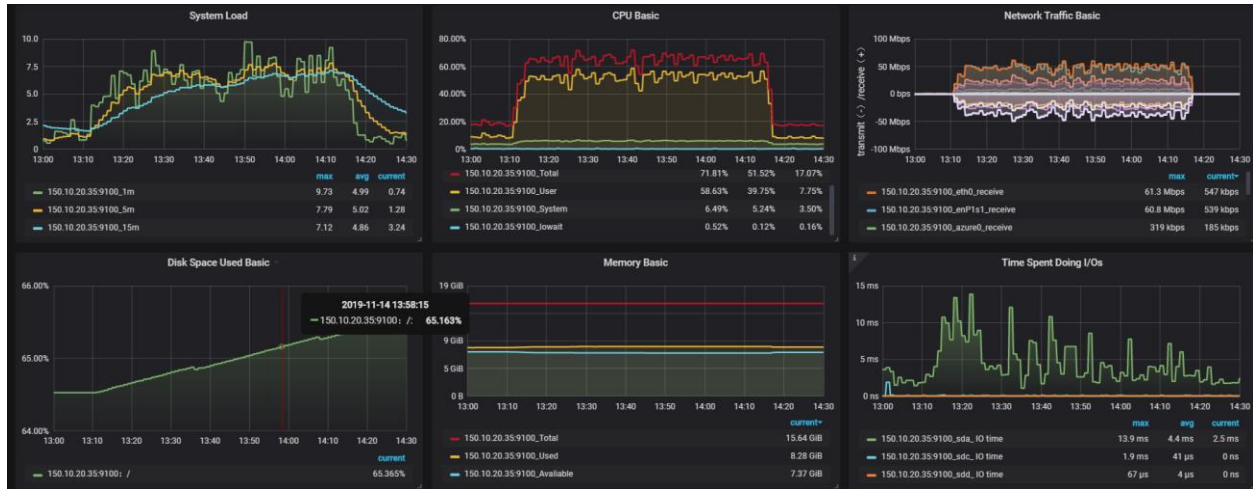 System Load
10.0
7.5
5.0
2.5
0
13:00 13:10 13:20 13:30 13:40 13:50 14:00 14:10 14:20 14:30
max avg current
150.10.20.35:9100_1m 9.73 4.99 0.74
150.10.20.35:9100_5m 7.79 5.02 1.28
150.10.20.35:9100_15m 7.12 4.86 3.24
CPU Basic
80.00%
60.00%
40.00%
20.00%
0%
13:00 13:10 13:20 13:30 13:40 13:50 14:00 14:10 14:20 14:30
max avg current
150.10.20.35:9100_Total 71.81% 51.52% 17.07%
150.10.20.35:9100_User 58.63% 39.75% 7.75%
150.10.20.35:9100_System 6.49% 5.24% 3.50%
150.10.20.35:9100_Iowait 0.52% 0.12% 0.16%
Network Traffic Basic
transmit（-）/receive（+）
100 Mbps
50 Mbps
0 bps
-50 Mbps
-100 Mbps
13:00 13:10 13:20 13:30 13:40 13:50 14:00 14:10 14:20 14:30
max current
150.10.20.35:9100_eth0_receive 61.3 Mbps 547 kbps
150.10.20.35:9100_enP1s1_receive 60.8 Mbps 539 kbps
150.10.20.35:9100_azure0_receive 319 kbps 185 kbps
Disk Space Used Basic
66.00%
65.00%
64.00%
2019-11-14 13:58:15
150.10.20.35:9100：/: 65.163%
13:00 13:10 13:20 13:30 13:40 13:50 14:00 14:10 14:20 14:30
current
150.10.20.35:9100：/ 65.365%
Memory Basic
19 GiB
9 GiB
5 GiB
0 B
13:00 13:10 13:20 13:30 13:40 13:50 14:00 14:10 14:20 14:30
current
150.10.20.35:9100_Total 15.64 GiB
150.10.20.35:9100_Used 8.28 GiB
150.10.20.35:9100_Avaliable 7.37 GiB
Time Spent Doing I/Os
15 ms
10 ms
5 ms
0 ns
13:00 13:10 13:20 13:30 13:40 13:50 14:00 14:10 14:20 14:30
max avg current
150.10.20.35:9100_sda_ IO time 13.9 ms 4.4 ms 2.5 ms
150.10.20.35:9100_sdc_ IO time 1.9 ms 41 µs 0 ns
150.10.20.35:9100_sdd_ IO time 67 µs 4 µs 0 ns